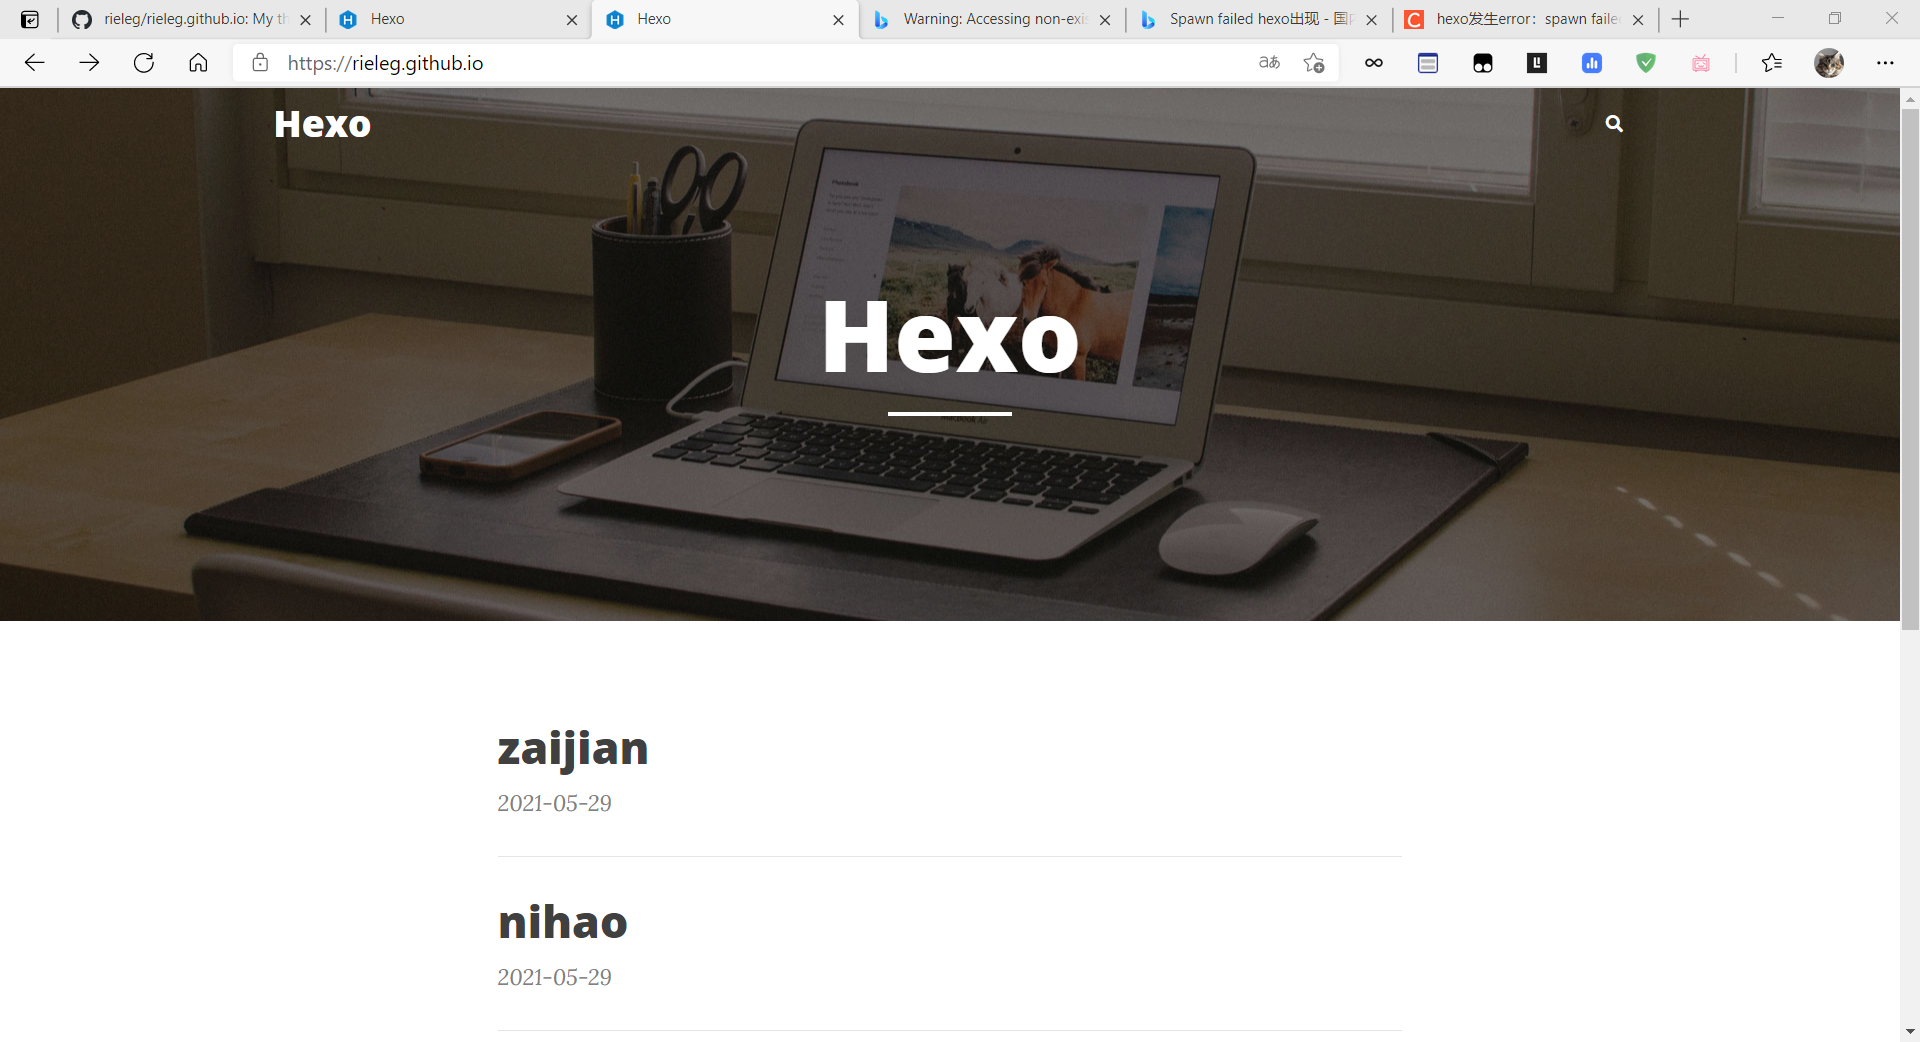 rieleg/rieleg.github.io: My th
Hexo
Hexo
Warning: Accessing non-exi
Spawn failed hexo出现 - 国
hexo发生error：spawn faile
https://rieleg.github.io
Hexo
Hexo
zaijian
2021-05-29
nihao
2021-05-29